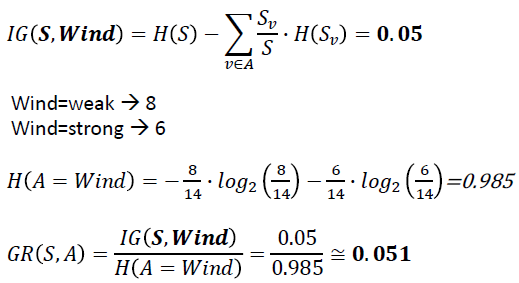 IG(S, Wind) = H(S) − ∑_{v∈A} S_v/S · H(S_v) = 0.05
Wind=weak → 8
Wind=strong → 6
H(A = Wind) = − 8/14 · log₂ (8/14) − 6/14 · log₂ (6/14) =0.985
GR(S, A) = IG(S, Wind)/H(A = Wind) = 0.05/0.985 ≅ 0.051